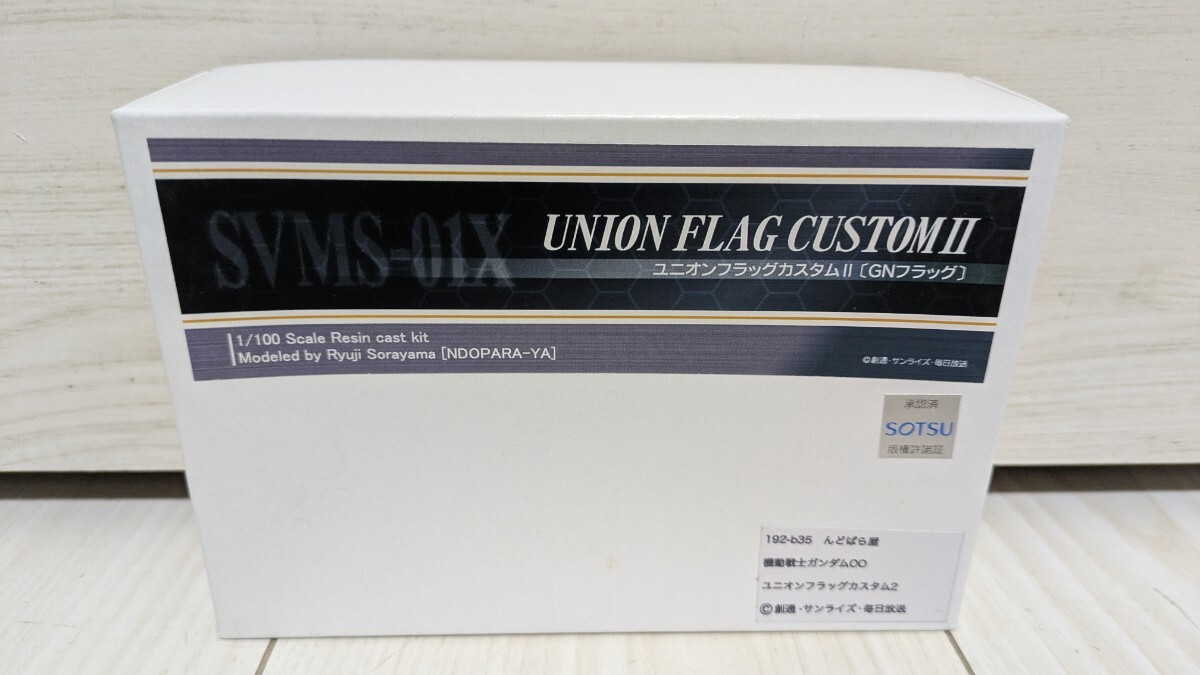 SVMS-01X
UNION FLAG CUSTOM II
ユニオンフラッグカスタムⅡ〔GNフラッグ〕
1/100 Scale Resin cast kit
Modeled by Ryuji Sorayama [NDOPARA-YA]
©創通・サンライズ・毎日放送
承認済
SOTSU
版権許諾証
192-b35 んどぱら屋
機動戦士ガンダムOO
ユニオンフラッグカスタム2
©創通・サンライズ・毎日放送